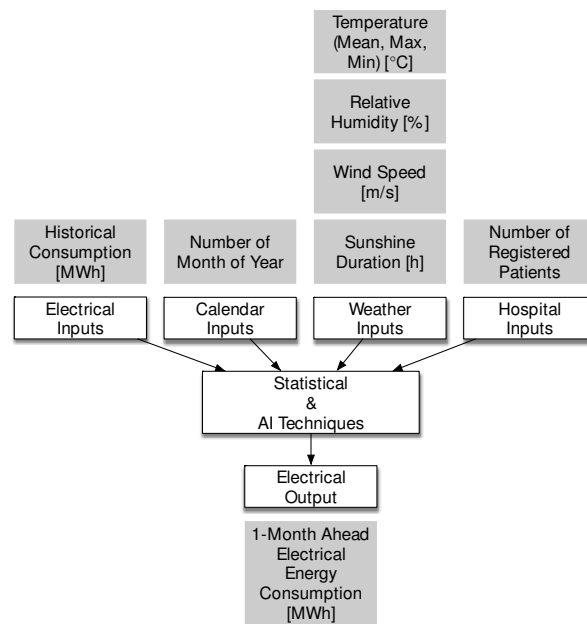 Temperature
(Mean, Max,
Min) [°C]
Relative
Humidity [%]
Wind Speed
[m/s]
Historical
Consumption
[MWh]
Number of
Month of Year
Sunshine
Duration [h]
Number of
Registered
Patients
Electrical
Inputs
Calendar
Inputs
Weather
Inputs
Hospital
Inputs
Statistical
&
AI Techniques
Electrical
Output
1-Month Ahead
Electrical
Energy
Consumption
[MWh]